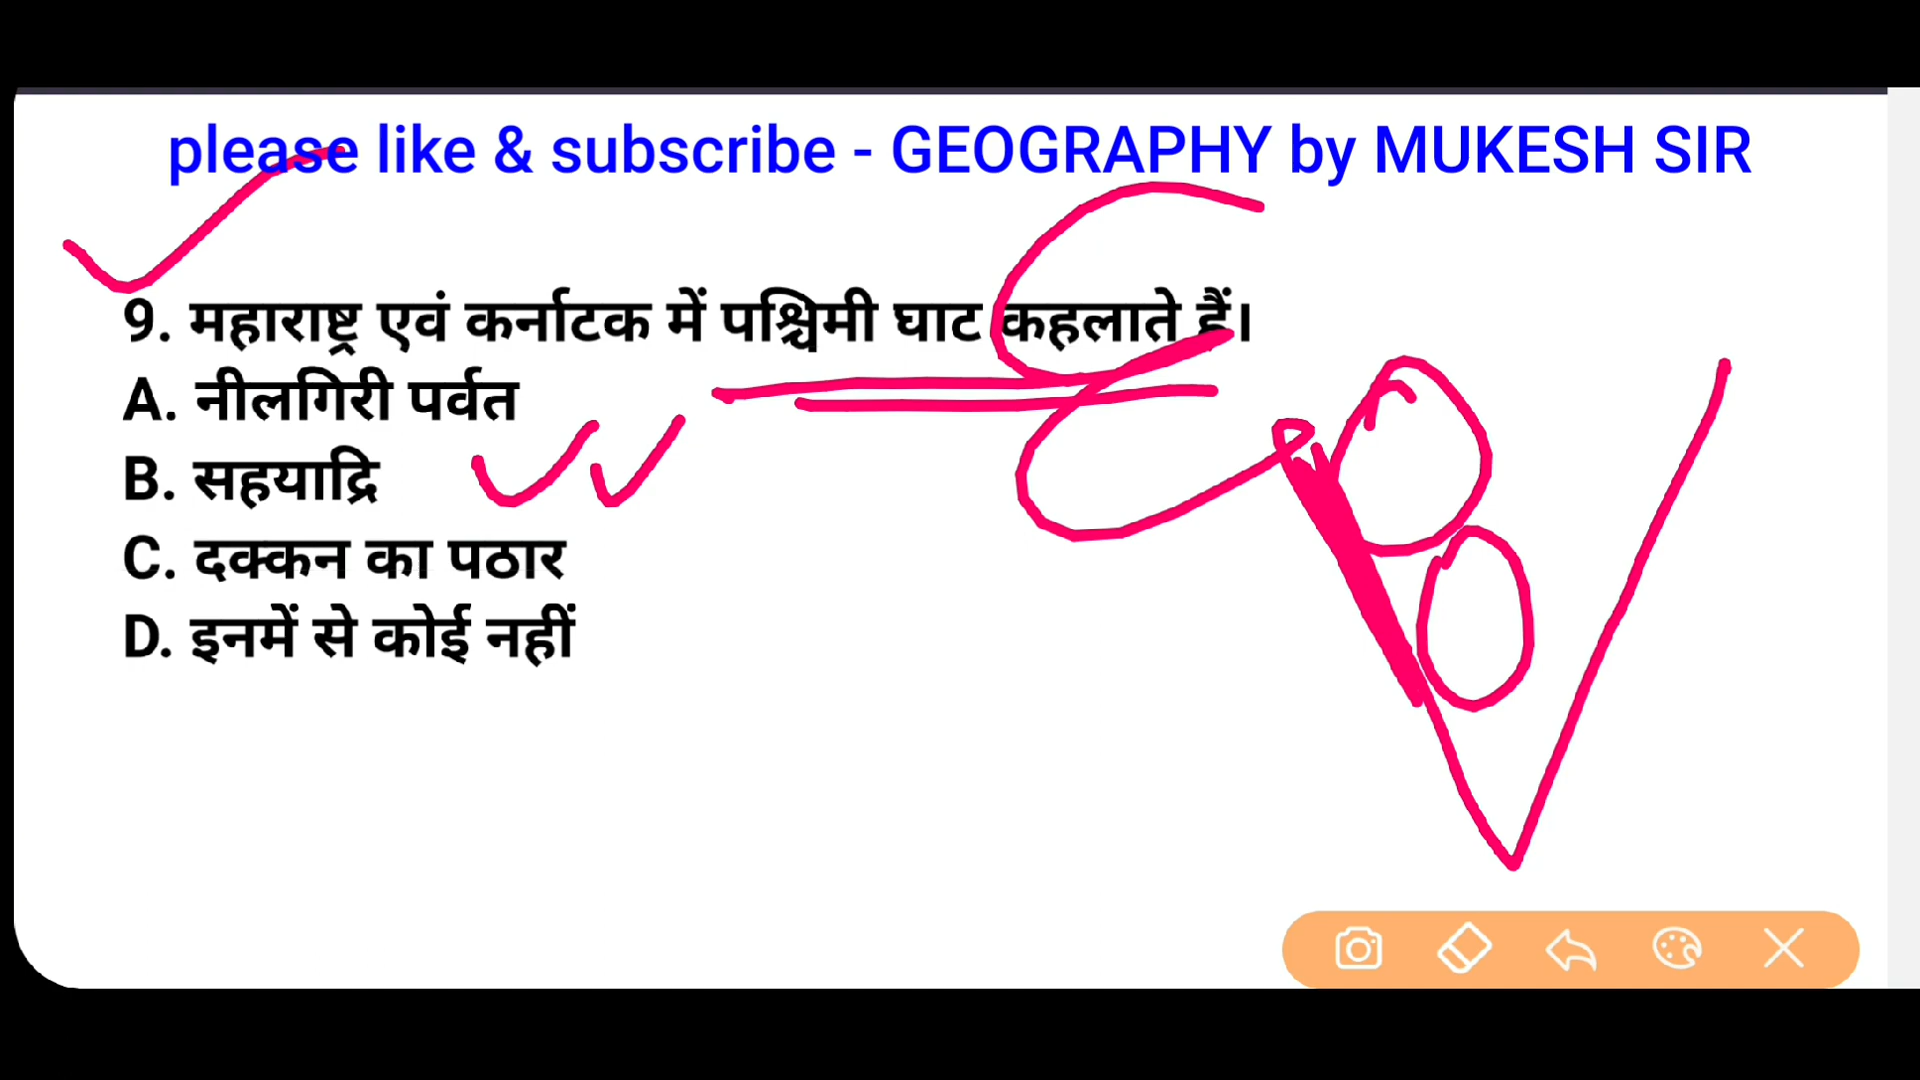 please like & subscribe - GEOGRAPHY by MUKESH SIR
9. महाराष्ट्र एवं कर्नाटक में पश्चिमी घाट कहलाते हैं।
A. नीलगिरी पर्वत
B. सहयाद्रि
C. दक्कन का पठार
D. इनमें से कोई नहीं